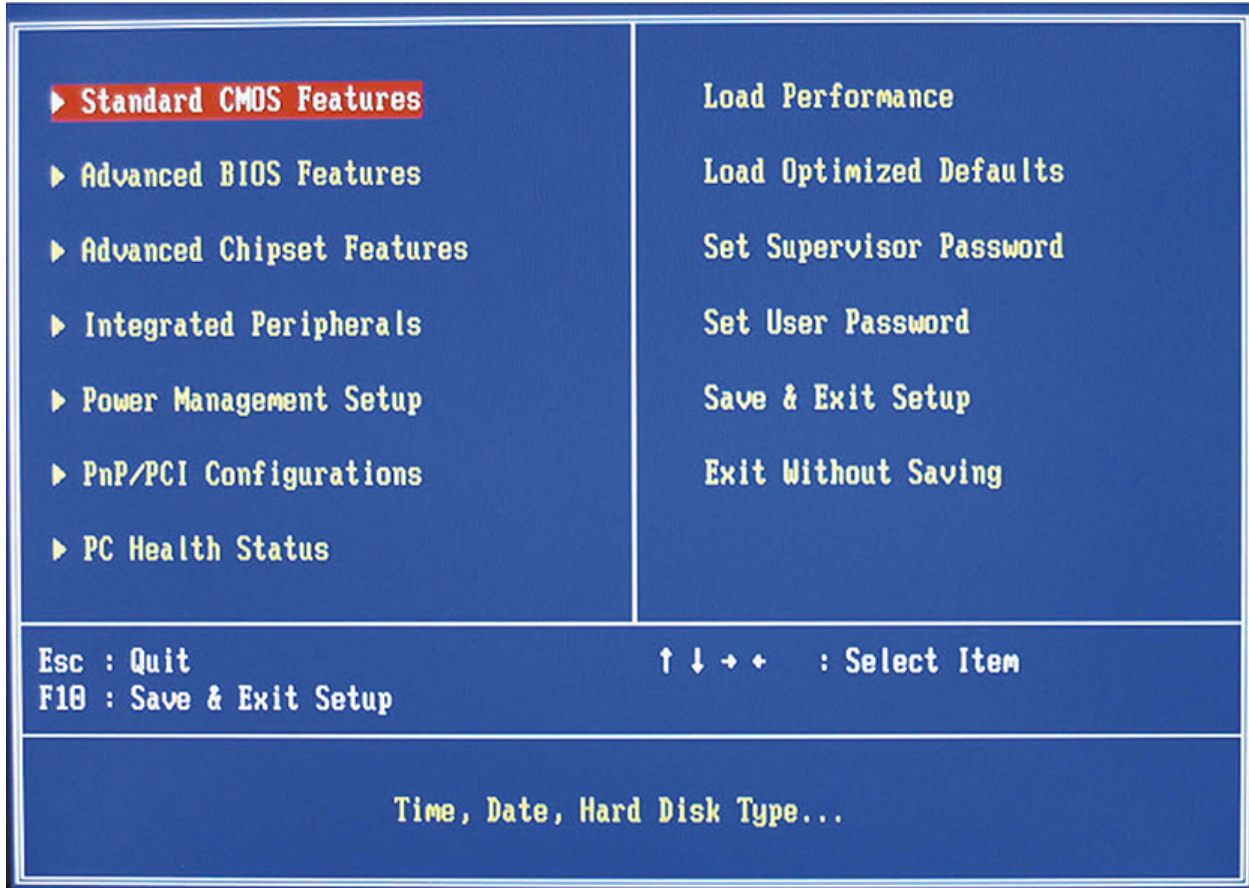 ▶ Standard CMOS Features
▶ Advanced BIOS Features
▶ Advanced Chipset Features
▶ Integrated Peripherals
▶ Power Management Setup
▶ PnP/PCI Configurations
▶ PC Health Status
Load Performance
Load Optimized Defaults
Set Supervisor Password
Set User Password
Save & Exit Setup
Exit Without Saving
Esc : Quit
F10 : Save & Exit Setup
↑ ↓ → ← : Select Item
Time, Date, Hard Disk Type...